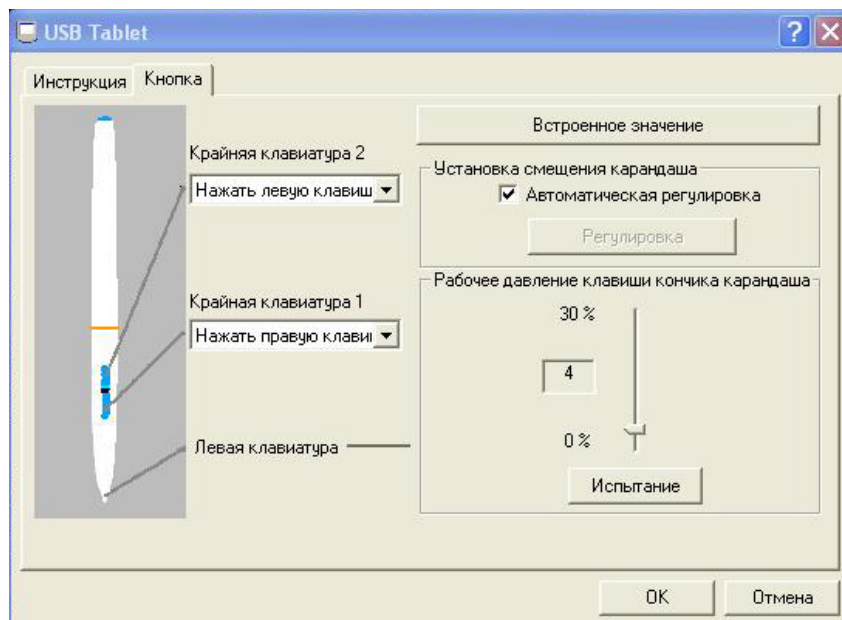 USB Tablet
Инструкция
Кнопка
Крайняя клавиатура 2
Нажать левую клавиш
Крайная клавиатура 1
Нажать правую клави
Левая клавиатура
Встроенное значение
Установка смещения карандаша
Автоматическая регулировка
Регулировка
Рабочее давление клавиши кончика карандаша
30 %
4
0 %
Испытание
OK
Отмена